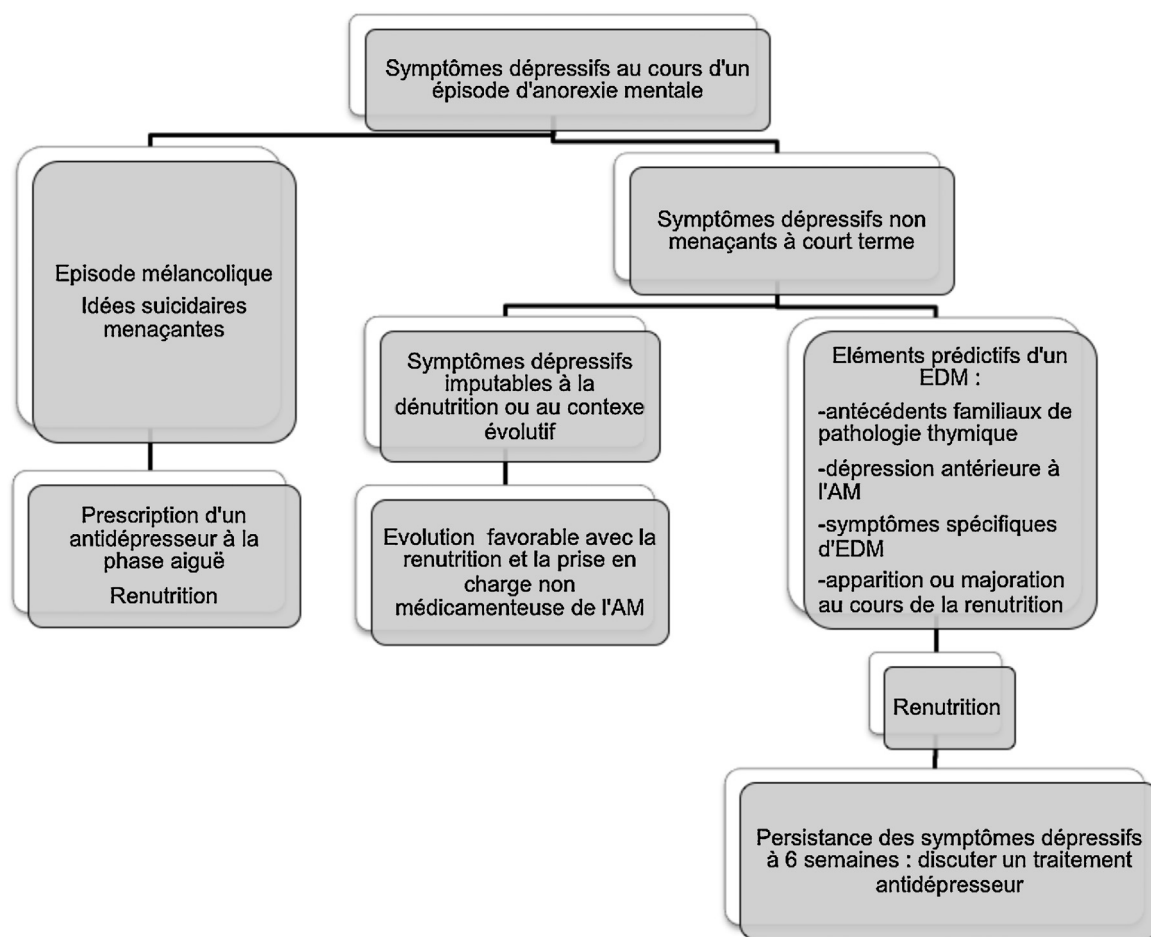 Symptômes dépressifs au cours d'un
épisode d'anorexie mentale
Episode mélancolique
Idées suicidaires
menaçantes
Symptômes dépressifs non
menaçants à court terme
Symptômes dépressifs
imputables à la
dénutrition ou au contexe
évolutif
Eléments prédictifs d'un
EDM :
-antécédents familiaux de
pathologie thymique
-dépression antérieure à
l'AM
-symptômes spécifiques
d'EDM
-apparition ou majoration
au cours de la renutrition
Prescription d'un
antidépresseur à la
phase aiguë
Renutrition
Evolution favorable avec la
renutrition et la prise en
charge non
médicamenteuse de l'AM
Renutrition
Persistance des symptômes dépressifs
à 6 semaines : discuter un traitement
antidépresseur